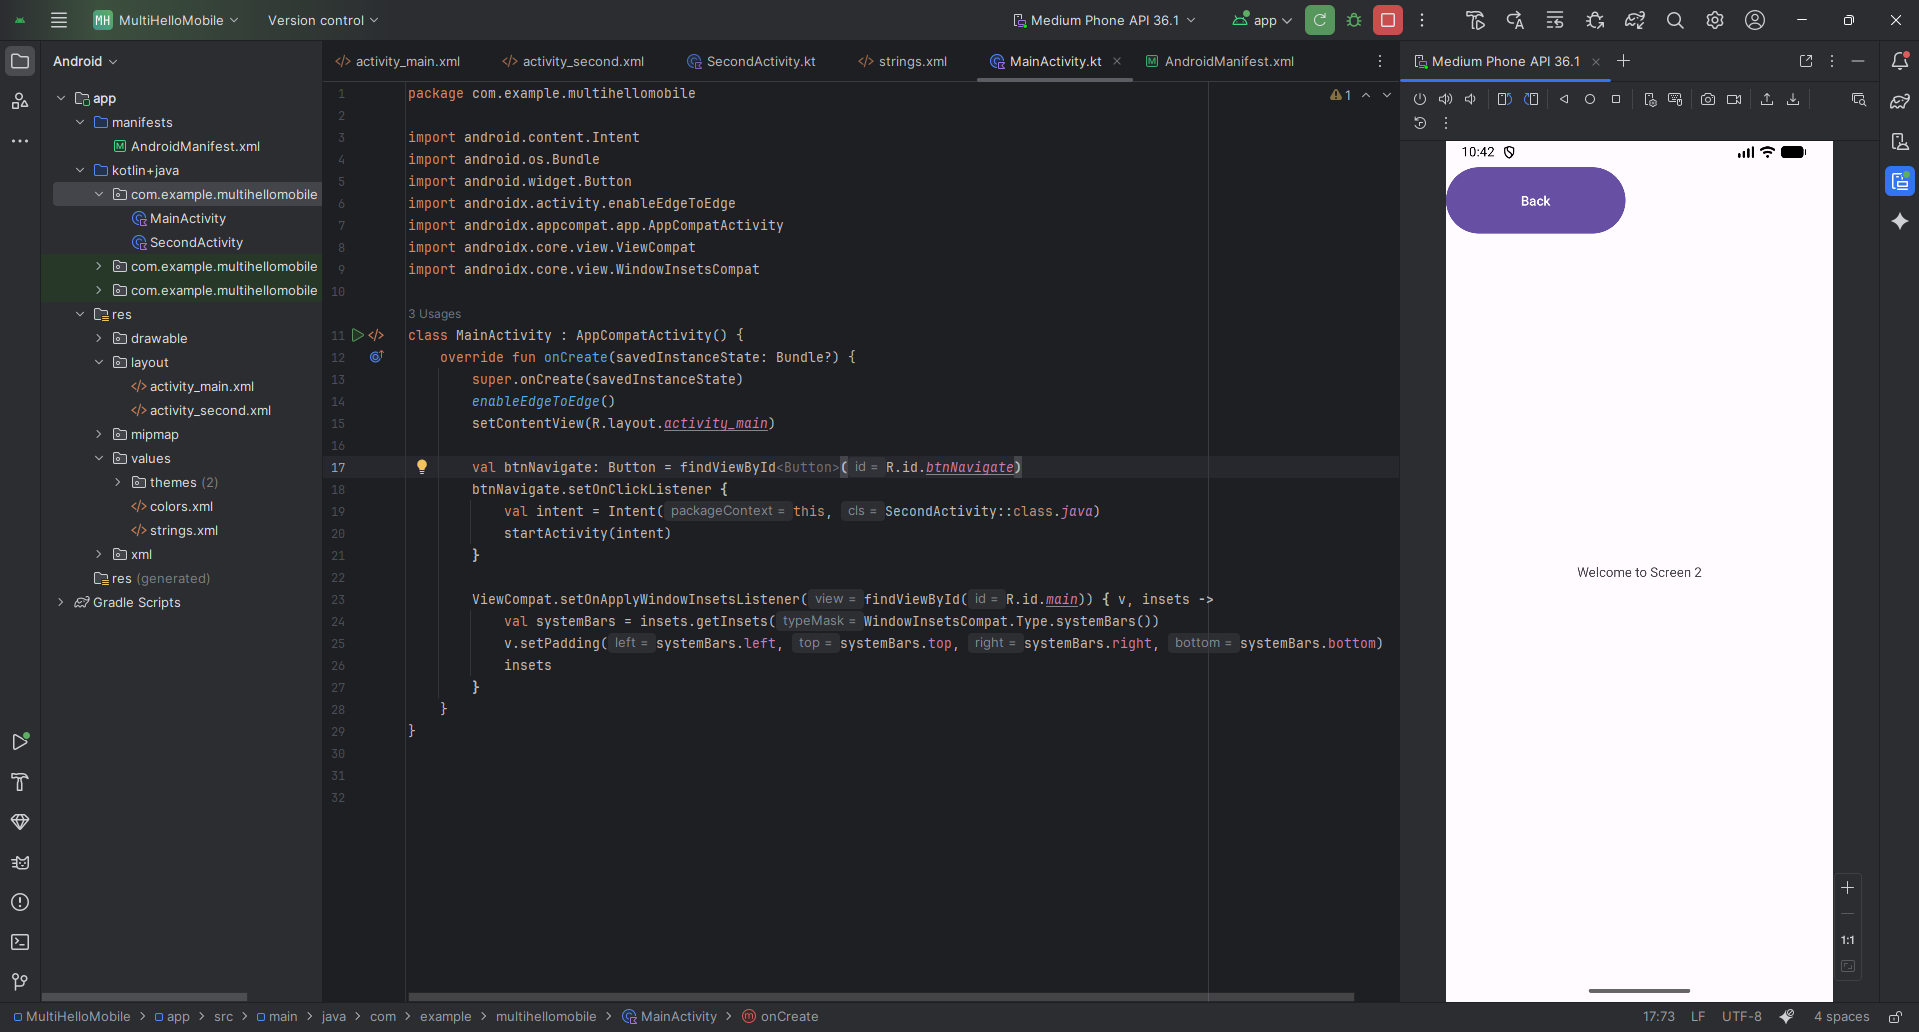 MH MultiHelloMobile Version control Medium Phone API 36.1 app
Android
app
manifests
AndroidManifest.xml
kotlin+java
com.example.multihellomobile
MainActivity
SecondActivity
com.example.multihellomobile
com.example.multihellomobile
res
drawable
layout
activity_main.xml
activity_second.xml
mipmap
values
themes (2)
colors.xml
strings.xml
xml
res (generated)
Gradle Scripts
activity_main.xml activity_second.xml SecondActivity.kt strings.xml MainActivity.kt AndroidManifest.xml
1 package com.example.multihellomobile 1
2
3 import android.content.Intent
4 import android.os.Bundle
5 import android.widget.Button
6 import androidx.activity.enableEdgeToEdge
7 import androidx.appcompat.app.AppCompatActivity
8 import androidx.core.view.ViewCompat
9 import androidx.core.view.WindowInsetsCompat
10
3 Usages
11 class MainActivity : AppCompatActivity() {
12 override fun onCreate(savedInstanceState: Bundle?) {
13 super.onCreate(savedInstanceState)
14 enableEdgeToEdge()
15 setContentView(R.layout.activity_main)
16
17 val btnNavigate: Button = findViewById<Button>( id = R.id.btnNavigate)
18 btnNavigate.setOnClickListener {
19 val intent = Intent( packageContext = this, cls = SecondActivity::class.java)
20 startActivity(intent)
21 }
22
23 ViewCompat.setOnApplyWindowInsetsListener( view = findViewById( id = R.id.main)) { v, insets ->
24 val systemBars = insets.getInsets( typeMask = WindowInsetsCompat.Type.systemBars())
25 v.setPadding( left = systemBars.left, top = systemBars.top, right = systemBars.right, bottom = systemBars.bottom)
26 insets
27 }
28 }
29 }
30
31
32
Medium Phone API 36.1
10:42
Back
Welcome to Screen 2
1:1
MultiHelloMobile > app > src > main > java > com > example > multihellomobile > MainActivity > onCreate 17:73 LF UTF-8 4 spaces